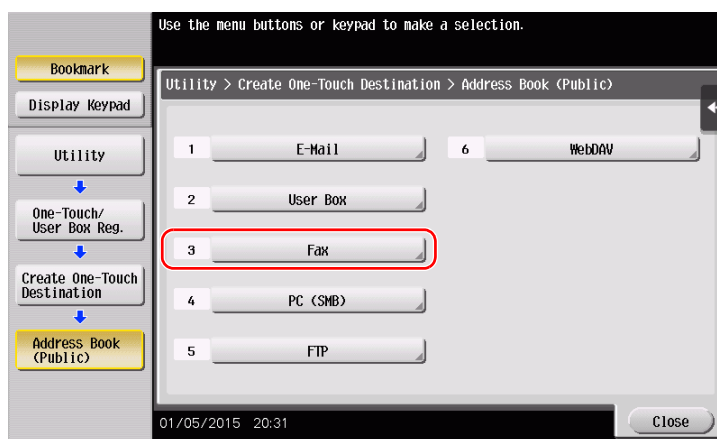 Use the menu buttons or keypad to make a selection.
Bookmark
Display Keypad
Utility
One-Touch/
User Box Reg.
Create One-Touch
Destination
Address Book
(Public)
Utility > Create One-Touch Destination > Address Book (Public)
1 E-Mail
2 User Box
3 Fax
4 PC (SMB)
5 FTP
6 WebDAV
01/05/2015 20:31
Close